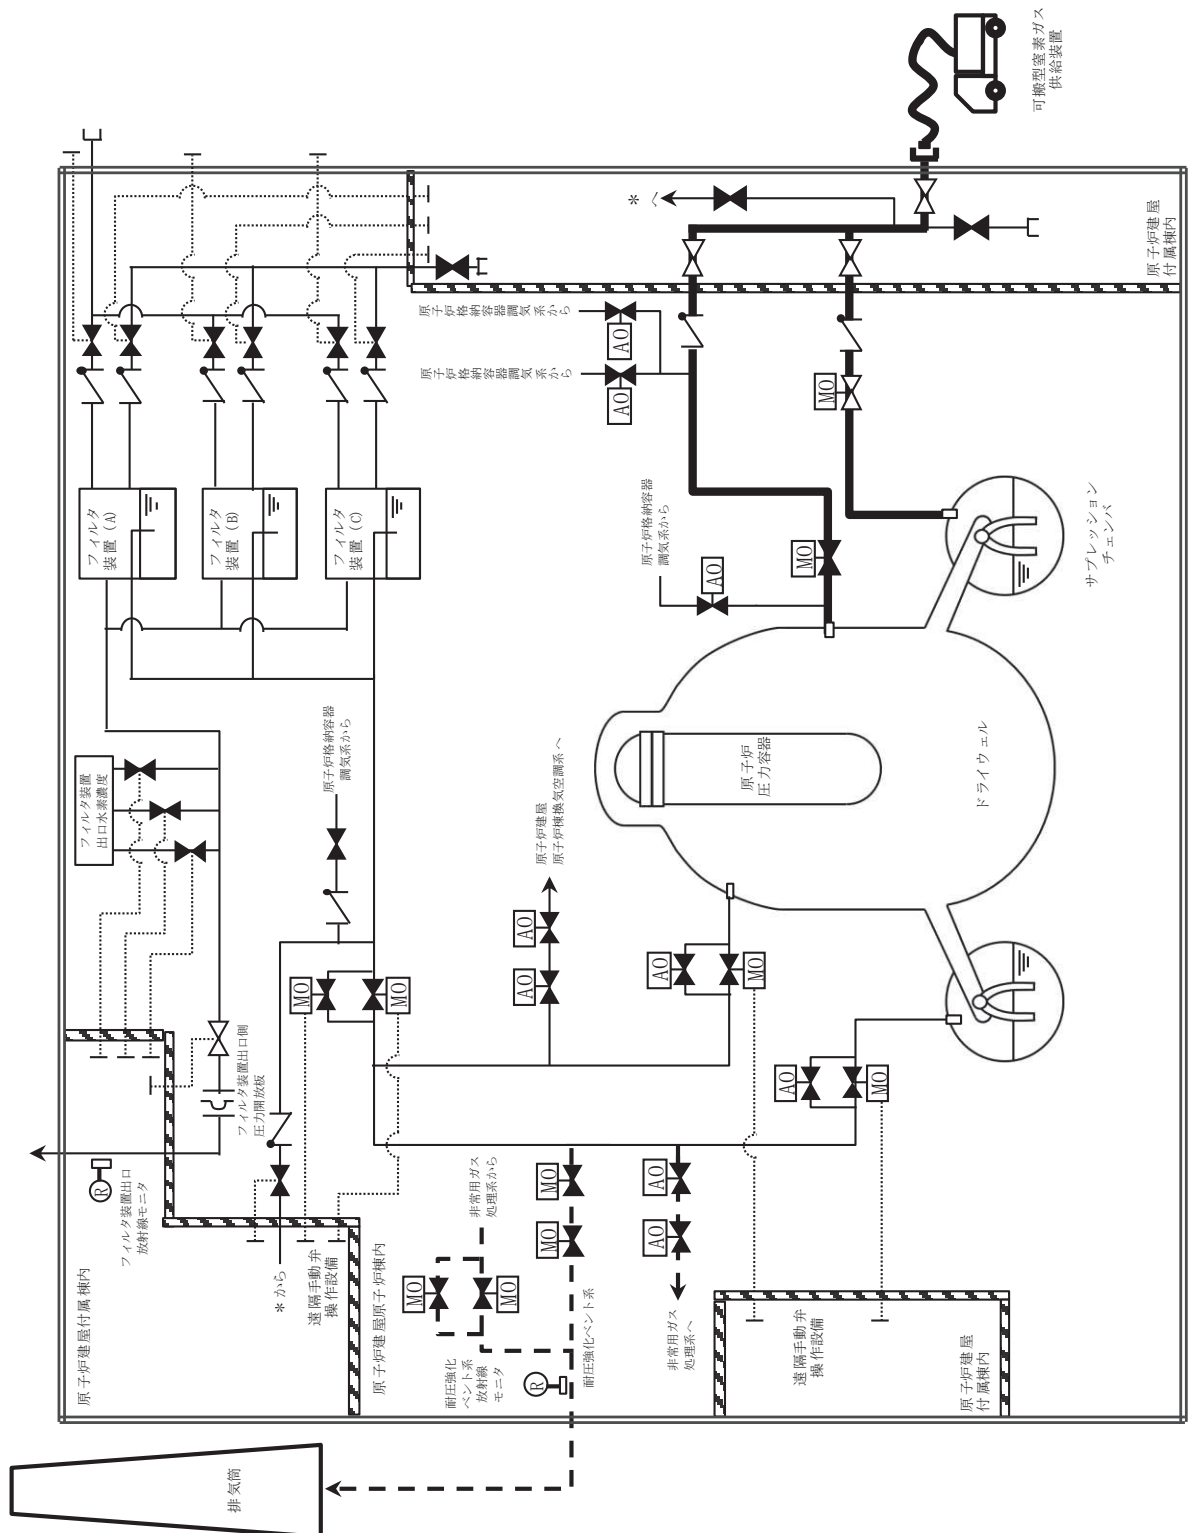 可搬型窒素ガス
供給装置
原子炉建屋
付属棟内
＊へ
原子炉格納容器調気系から
AO
原子炉格納容器調気系から
AO
MO
フィルタ
装置（A）
フィルタ
装置（B）
フィルタ
装置（C）
原子炉格納容器
調気系から
AO
MO
サプレッション
チェンバ
原子炉
圧力容器
ドライウェル
フィルタ装置
出口水素濃度
原子炉格納容器
調気系から
原子炉建屋
原子炉棟換気空調系へ
AO
AO
MO
MO
AO
MO
AO
MO
フィルタ装置出口側
圧力開放板
R
フィルタ装置出口
放射線モニタ
原子炉建屋付属棟内
＊から
遠隔手動弁
操作設備
原子炉建屋原子炉棟内
非常用ガス
処理系から
MO
MO
MO
MO
AO
AO
耐圧強化
ベント系
放射線
モニタ
R
耐圧強化ベント系
非常用ガス
処理系へ
遠隔手動弁
操作設備
原子炉建屋
付属棟内
排気筒